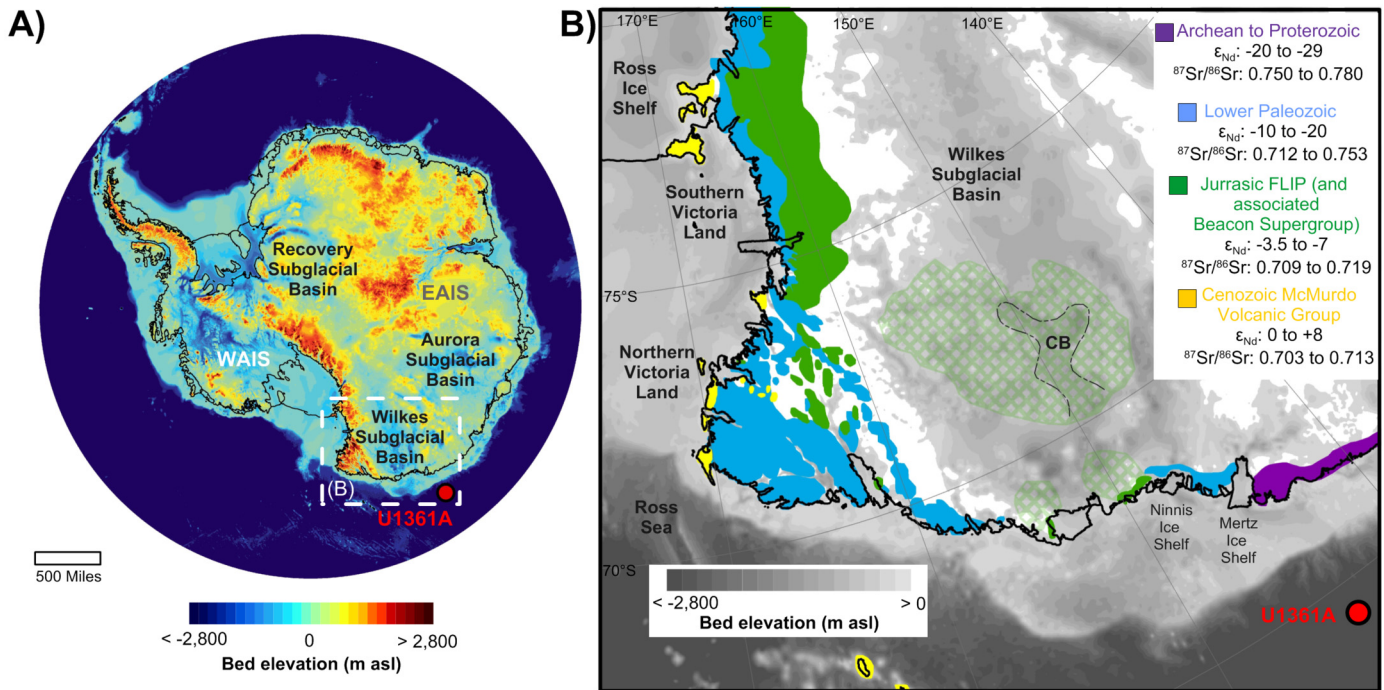 A)
Recovery
Subglacial
Basin
EAIS
WAIS
Aurora
Subglacial
Basin
Wilkes
Subglacial
Basin
(B)
U1361A
500 Miles
< -2,800 0 > 2,800
Bed elevation (m asl)
B)
170°E 160°E 150°E 140°E
Ross
Ice
Shelf
Southern
Victoria
Land
Wilkes
Subglacial
Basin
75°S
CB
Northern
Victoria
Land
Ross
Sea
Ninnis
Ice
Shelf
Mertz
Ice
Shelf
70°S
< -2,800 > 0
Bed elevation (m asl)
U1361A
Archean to Proterozoic
εNd: -20 to -29
⁸⁷Sr/⁸⁶Sr: 0.750 to 0.780
Lower Paleozoic
εNd: -10 to -20
⁸⁷Sr/⁸⁶Sr: 0.712 to 0.753
Jurrasic FLIP (and
associated
Beacon Supergroup)
εNd: -3.5 to -7
⁸⁷Sr/⁸⁶Sr: 0.709 to 0.719
Cenozoic McMurdo
Volcanic Group
εNd: 0 to +8
⁸⁷Sr/⁸⁶Sr: 0.703 to 0.713